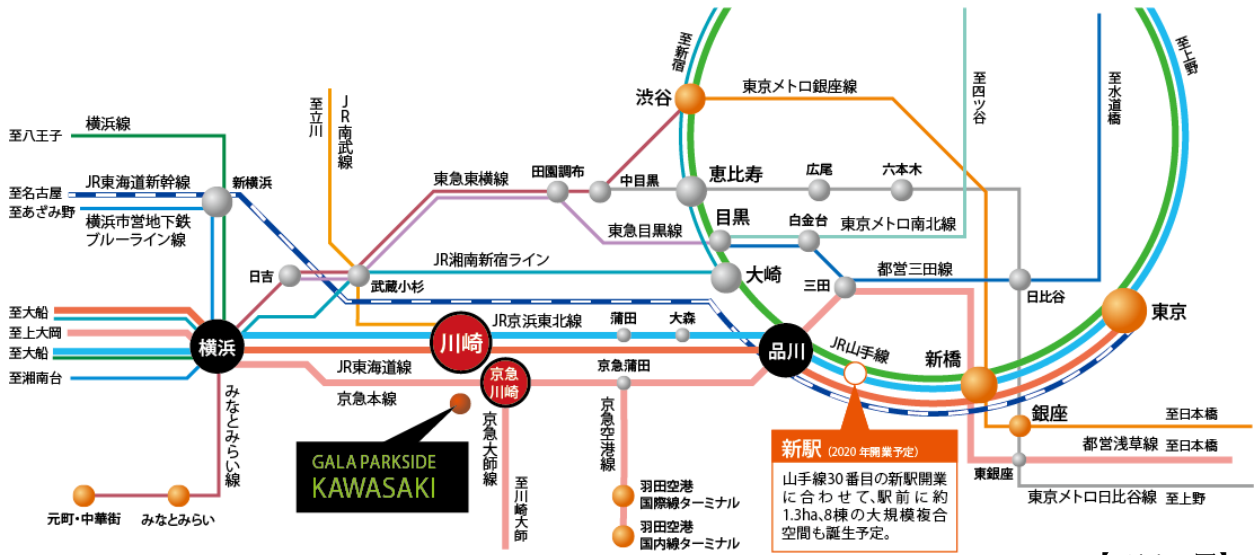 至新宿
至上野
渋谷
東京メトロ銀座線
至四ツ谷
至水道橋
JR南武線
至立川
横浜線
至八王子
田園調布
中目黒
恵比寿
広尾
六本木
東急東横線
JR東海道新幹線
新横浜
至名古屋
至あざみ野
横浜市営地下鉄
ブルーライン線
目黒
白金台
東京メトロ南北線
東急目黒線
JR湘南新宿ライン
日吉
武蔵小杉
大崎
三田
都営三田線
日比谷
東京
至大船
至上大岡
至大船
至湘南台
横浜
JR京浜東北線
川崎
蒲田
大森
品川
JR山手線
新橋
JR東海道線
京急本線
京急
川崎
京急蒲田
みなとみらい線
京急大師線
至川崎大師
京急空港線
GALA PARKSIDE
KAWASAKI
新駅(2020年開業予定)
山手線30番目の新駅開業
に合わせて、駅前に約
1.3ha、8棟の大規模複合
空間も誕生予定。
銀座
至日本橋
都営浅草線
至日本橋
東銀座
東京メトロ日比谷線
至上野
羽田空港
国際線ターミナル
羽田空港
国内線ターミナル
元町・中華街
みなとみらい